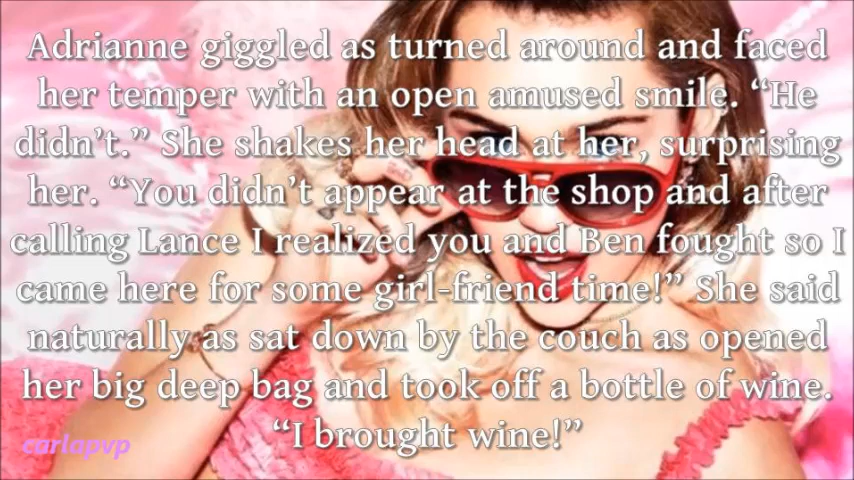 Adrianne giggled as turned around and faced
her temper with an open amused smile. “He
didn’t.” She shakes her head at her, surprising
her. “You didn’t appear at the shop and after
calling Lance I realized you and Ben fought so I
came here for some girl-friend time!” She said
naturally as sat down by the couch as opened
her big deep bag and took off a bottle of wine.
“I brought wine!”
carlapvp